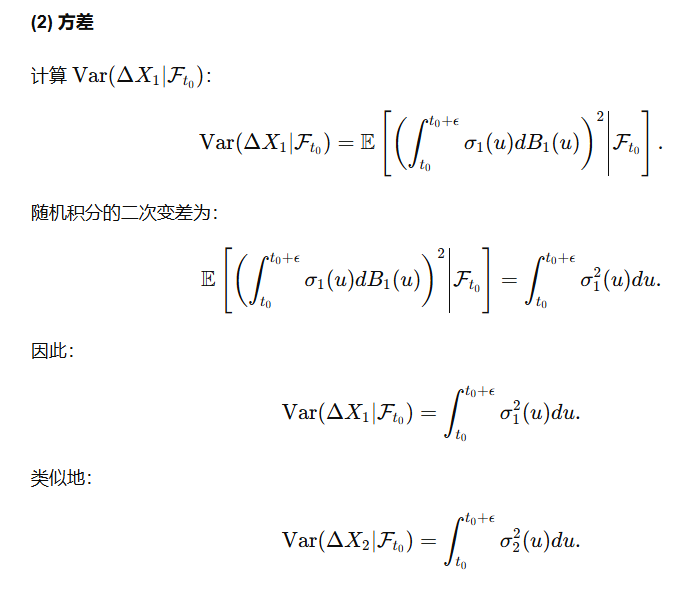 (2) 方差
计算 $\mathrm{Var}(\Delta X_1|\mathcal{F}_{t_0})$:
$$\mathrm{Var}(\Delta X_1|\mathcal{F}_{t_0}) = \mathbb{E}\left[\left(\int_{t_0}^{t_0+\epsilon} \sigma_1(u)dB_1(u)\right)^2\middle|\mathcal{F}_{t_0}\right].$$
随机积分的二次变差为:
$$\mathbb{E}\left[\left(\int_{t_0}^{t_0+\epsilon} \sigma_1(u)dB_1(u)\right)^2\middle|\mathcal{F}_{t_0}\right] = \int_{t_0}^{t_0+\epsilon} \sigma_1^2(u)du.$$
因此:
$$\mathrm{Var}(\Delta X_1|\mathcal{F}_{t_0}) = \int_{t_0}^{t_0+\epsilon} \sigma_1^2(u)du.$$
类似地:
$$\mathrm{Var}(\Delta X_2|\mathcal{F}_{t_0}) = \int_{t_0}^{t_0+\epsilon} \sigma_2^2(u)du.$$